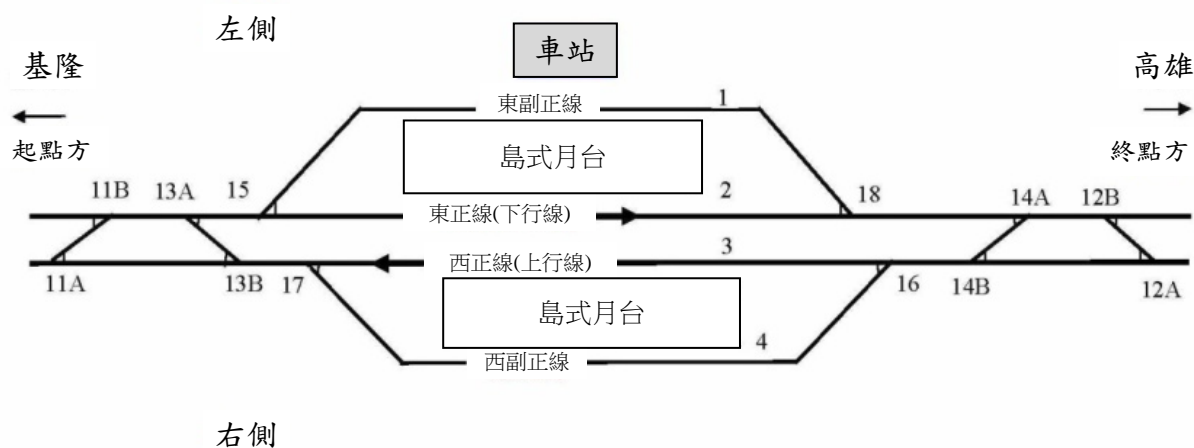 左側
車站
基隆
高雄
東副正線
1
起點方
島式月台
終點方
11B
13A
15
2
18
14A
12B
東正線(下行線)
西正線(上行線)
3
11A
13B
17
16
14B
12A
島式月台
4
西副正線
右側